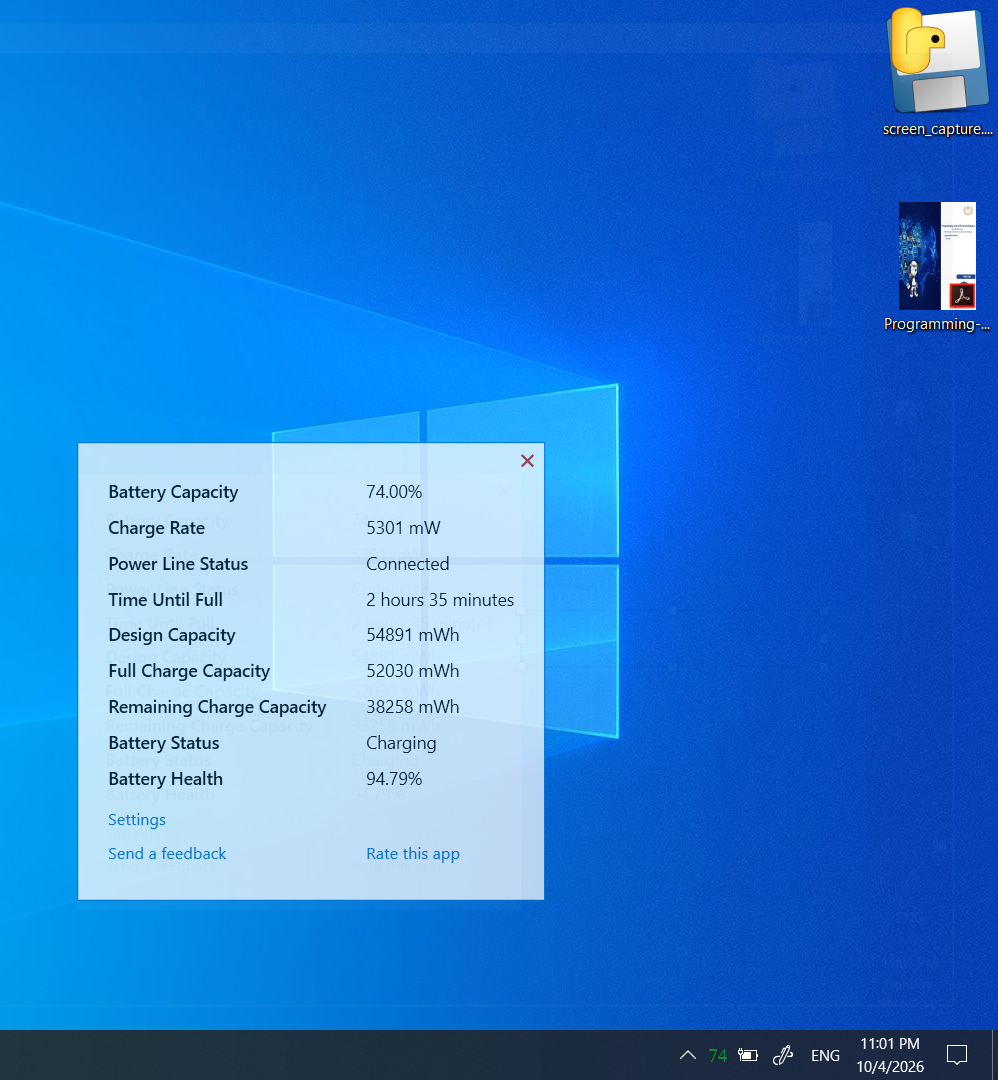 screen_capture....
Programming-...
Battery Capacity 74.00%
Charge Rate 5301 mW
Power Line Status Connected
Time Until Full 2 hours 35 minutes
Design Capacity 54891 mWh
Full Charge Capacity 52030 mWh
Remaining Charge Capacity 38258 mWh
Battery Status Charging
Battery Health 94.79%
Settings
Send a feedback Rate this app
74 ENG 11:01 PM
10/4/2026